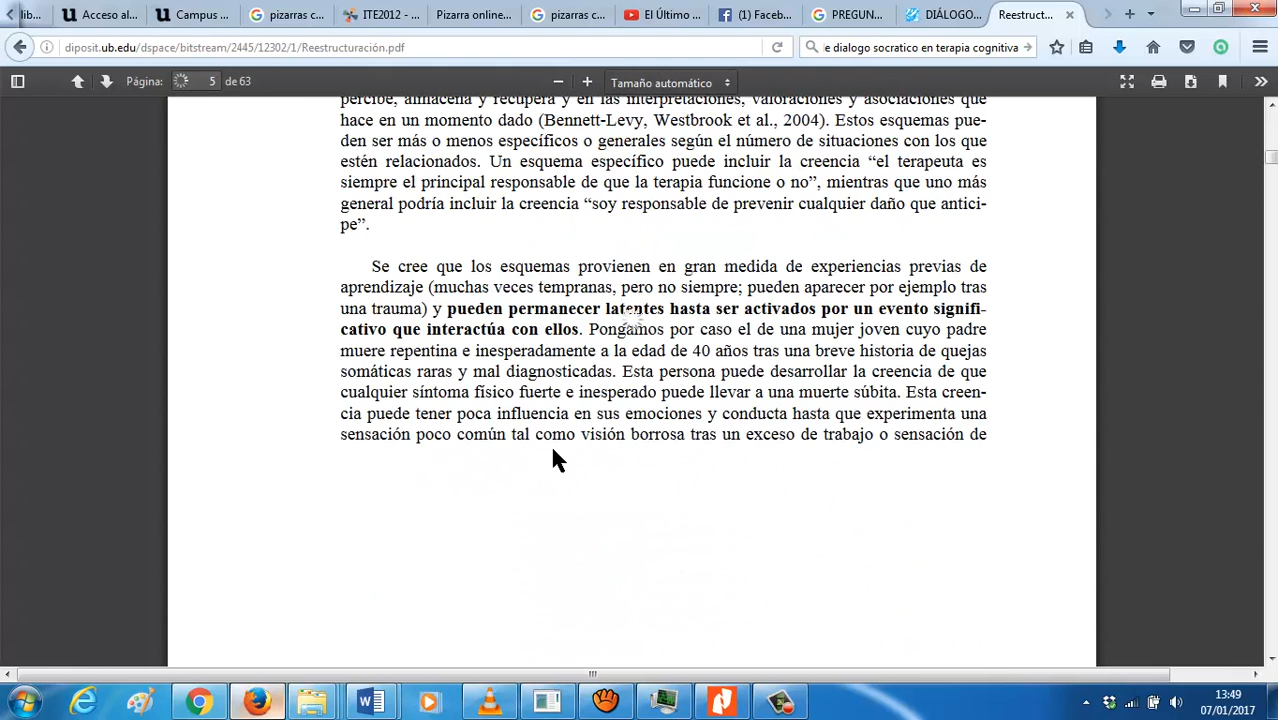 lib...
Acceso al...
Campus ...
pizarras c...
ITE2012 - ...
Pizarra online...
pizarras c...
El Último ...
(1) Faceb...
PREGUN...
DIÁLOGO...
Reestruct...
diposit.ub.edu/dspace/bitstream/2445/12302/1/Reestructuración.pdf
e dialogo socratico en terapia cognitiva
Página: 5 de 63
Tamaño automático
percibe, almacena y recupera y en las interpretaciones, valoraciones y asociaciones que
hace en un momento dado (Bennett-Levy, Westbrook et al., 2004). Estos esquemas pue-
den ser más o menos específicos o generales según el número de situaciones con los que
estén relacionados. Un esquema específico puede incluir la creencia “el terapeuta es
siempre el principal responsable de que la terapia funcione o no”, mientras que uno más
general podría incluir la creencia “soy responsable de prevenir cualquier daño que antici-
pe”.
Se cree que los esquemas provienen en gran medida de experiencias previas de
aprendizaje (muchas veces tempranas, pero no siempre; pueden aparecer por ejemplo tras
una trauma) y pueden permanecer latentes hasta ser activados por un evento signifi-
cativo que interactúa con ellos. Pongamos por caso el de una mujer joven cuyo padre
muere repentina e inesperadamente a la edad de 40 años tras una breve historia de quejas
somáticas raras y mal diagnosticadas. Esta persona puede desarrollar la creencia de que
cualquier síntoma físico fuerte e inesperado puede llevar a una muerte súbita. Esta creen-
cia puede tener poca influencia en sus emociones y conducta hasta que experimenta una
sensación poco común tal como visión borrosa tras un exceso de trabajo o sensación de
13:49
07/01/2017